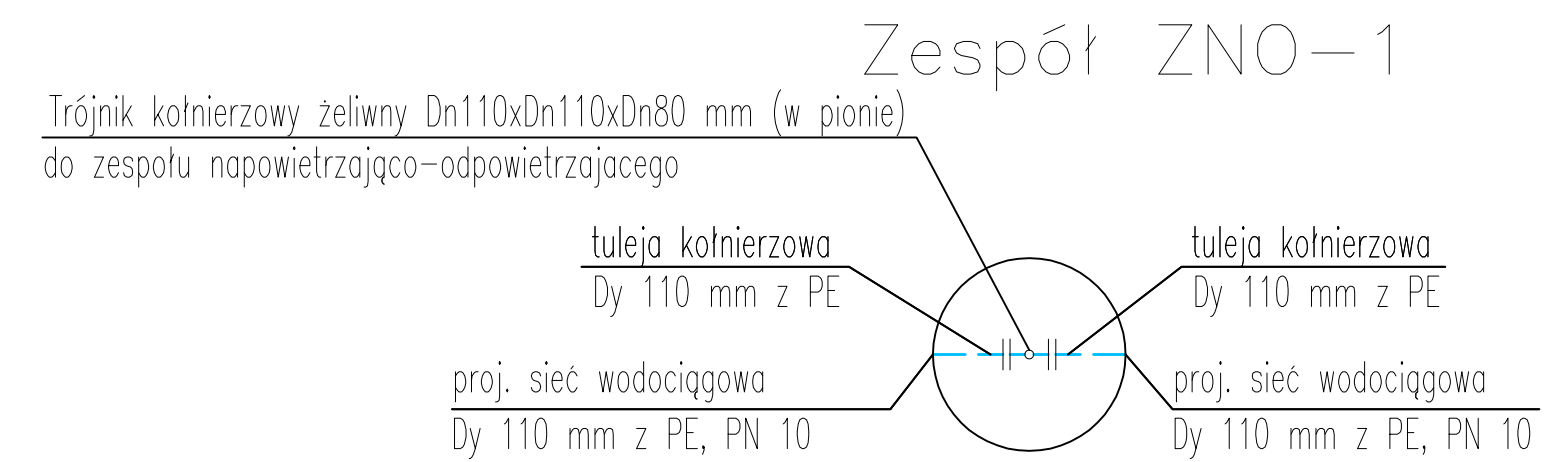 Zespół ZNO-1
Trójnik kołnierzowy żeliwny Dn110xDn110xDn80 mm (w pionie)
do zespołu napowietrzająco-odpowietrzajacego
tuleja kołnierzowa
Dy 110 mm z PE
tuleja kołnierzowa
Dy 110 mm z PE
proj. sieć wodociągowa
Dy 110 mm z PE, PN 10
proj. sieć wodociągowa
Dy 110 mm z PE, PN 10